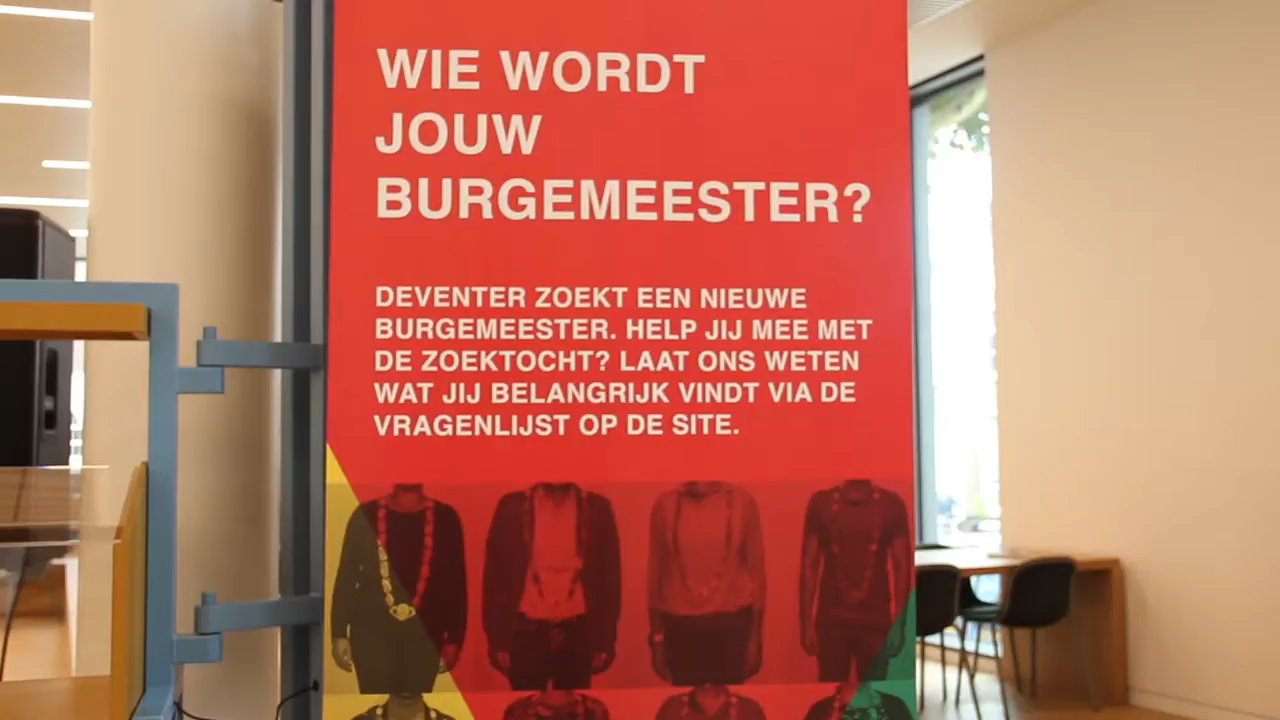 WIE WORDT
JOUW
BURGEMEESTER?
DEVENTER ZOEKT EEN NIEUWE
BURGEMEESTER. HELP JIJ MEE MET
DE ZOEKTOCHT? LAAT ONS WETEN
WAT JIJ BELANGRIJK VINDT VIA DE
VRAGENLIJST OP DE SITE.